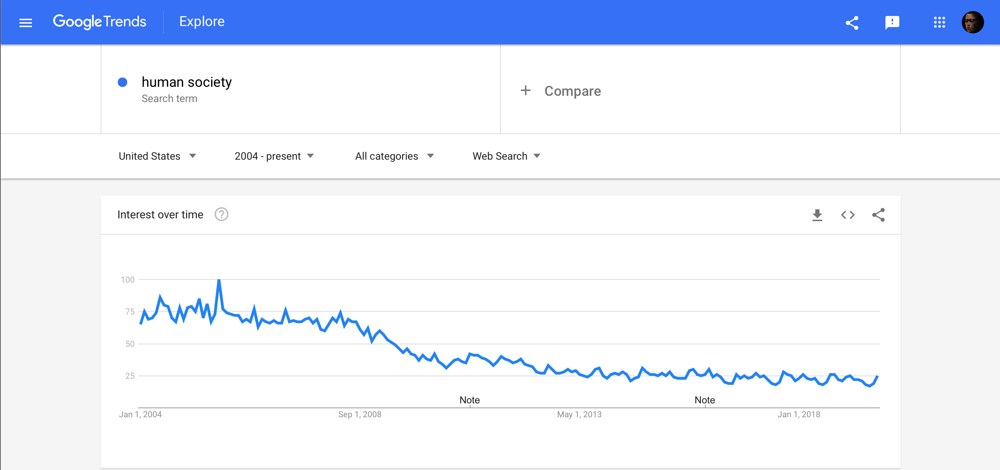 Google Trends Explore
human society
Search term
+ Compare
United States 2004 - present All categories Web Search
Interest over time ?
100
75
50
25
Note Note
Jan 1, 2004 Sep 1, 2008 May 1, 2013 Jan 1, 2018